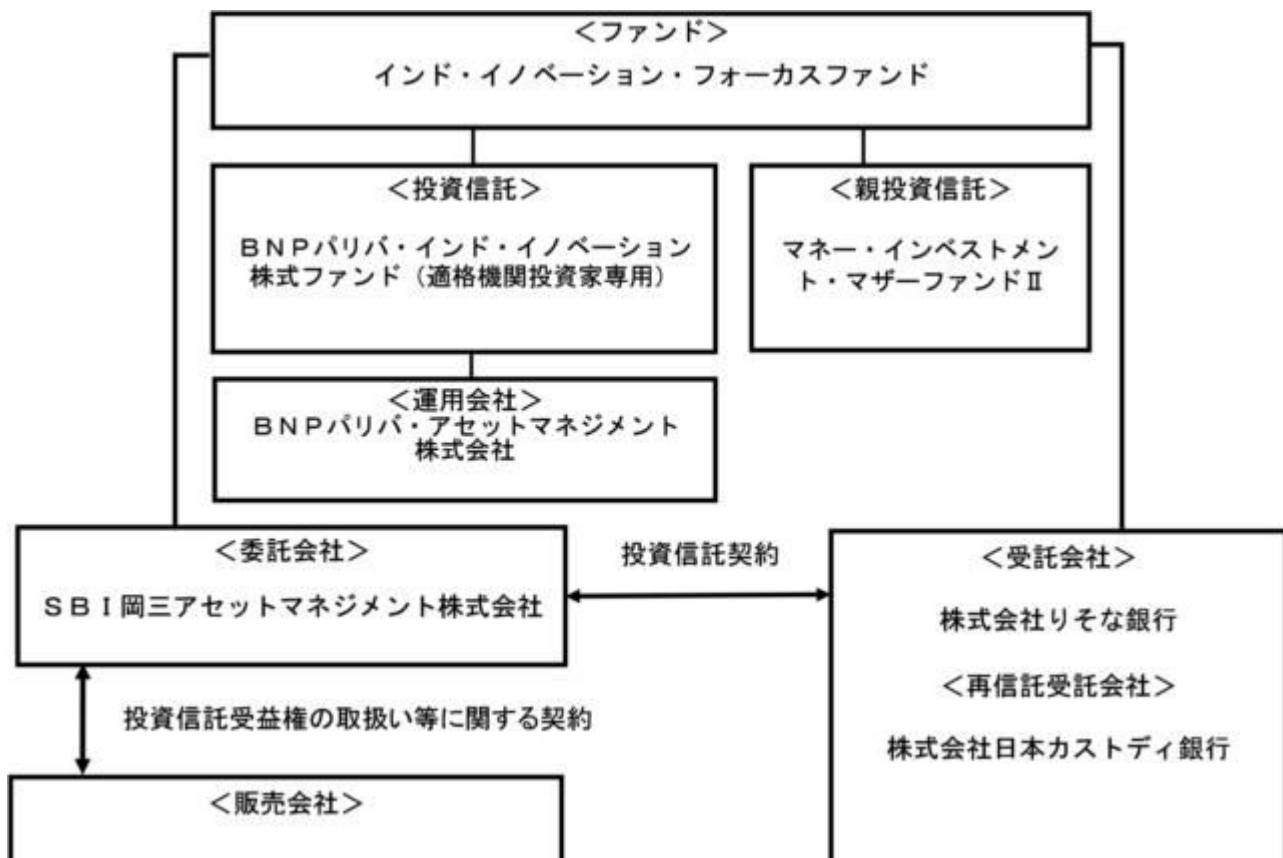 ＜ファンド＞
インド・イノベーション・フォーカスファンド
＜投資信託＞
ＢＮＰパリバ・インド・イノベーション
株式ファンド（適格機関投資家専用）
＜親投資信託＞
マネー・インベストメン
ト・マザーファンドⅡ
＜運用会社＞
ＢＮＰパリバ・アセットマネジメント
株式会社
＜委託会社＞
ＳＢＩ岡三アセットマネジメント株式会社
投資信託契約
＜受託会社＞
株式会社りそな銀行
＜再信託受託会社＞
株式会社日本カストディ銀行
投資信託受益権の取扱い等に関する契約
＜販売会社＞